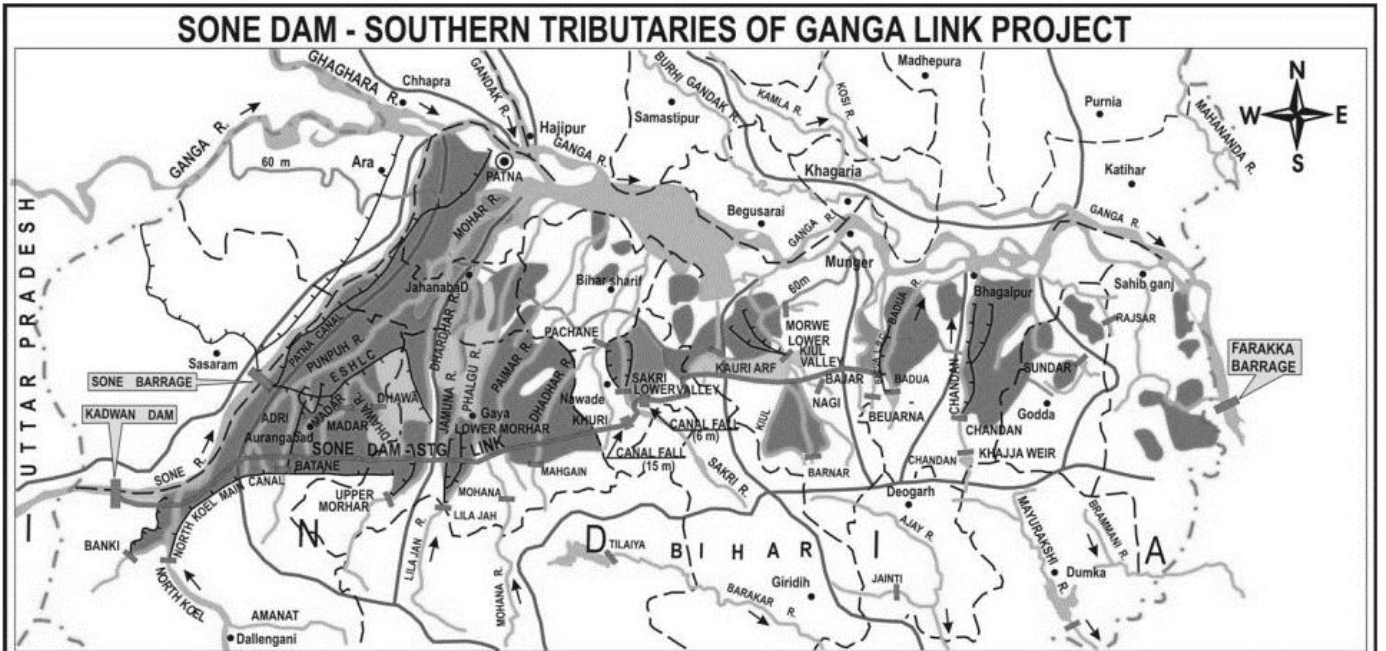 SONE DAM - SOUTHERN TRIBUTARIES OF GANGA LINK PROJECT
GHAGHARA R.
Chhapra
GANDAK R.
Hajipur
BURHI GANDAK R.
Samastipur
KAMLA R.
KOSI R.
Madhepura
Purnia
MAHANANDA R.
N
W
E
S
GANGA R.
60 m
Ara
PATNA
GANGA R.
Khagaria
Katihar
UTTAR PRADESH
MOHAR R.
Begusarai
GANGA R.
Munger
GANGA R.
Sahib ganj
JahanabaD
Bihar sharif
60m
Bhagalpur
RAJSAR
Sasaram
PATNA CANAL
PUNPUH R.
ESHLC
DHARDHAR R.
PACHANE
MORWE
LOWER
KIUL
VALLEY
BADUA R.
FARAKKA
BARRAGE
SONE BARRAGE
JAMUNA R.
PHALGU R.
PAIMAR R.
DHADHAR R.
KAURI ARF
SUNDAR
KADWAN DAM
ADRI
MADAR
MADAR
DHAWA R.
DHAWA
SAKRI
LOWERVALLEY
Nawade
BAJAR
NAGI
BADUA
BEUARNA
CHANDAN
Godda
Aurangabad
Gaya
LOWER MORHAR
KHURI
KIUL
CANAL FALL
(6 m)
CHANDAN
SONE DAM - STG LINK
CANAL FALL
(15 m)
KHAJJA WEIR
BATANE
MAHGAIN
BARNAR
CHANDAN
SONE R.
NORTH KOEL MAIN CANAL
UPPER
MORHAR
MOHANA
LILA JAH
SAKRI R.
Deogarh
I
N
D
I
A
BANKI
LILA JAN R.
TILAIYA
BIHAR
AJAY R.
MAYURAKSHI R.
BRAMMANI R.
NORTH KOEL
AMANAT
Dallengani
MOHANA R.
BARAKAR R.
Giridih
JAINTI
Dumka